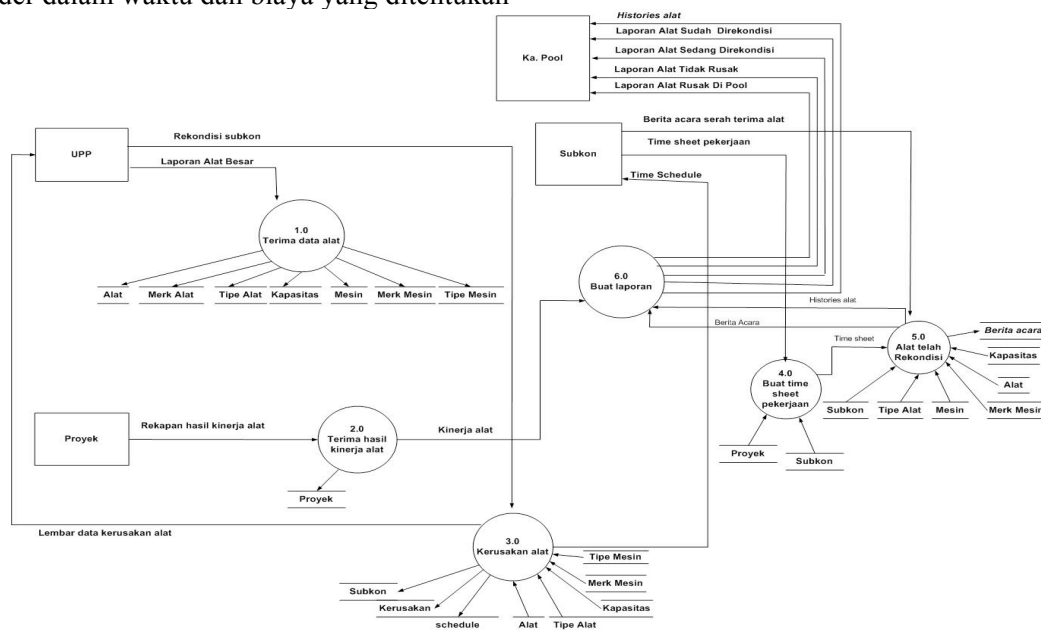 der dalam waktu dan biaya yang ditentukan
Histories alat
Laporan Alat Sudah Direkondisi
Laporan Alat Sedang Direkondisi
Ka. Pool
Laporan Alat Tidak Rusak
Laporan Alat Rusak Di Pool
Berita acara serah terima alat
Rekondisi subkon
Time sheet pekerjaan
UPP
Subkon
Laporan Alat Besar
Time Schedule
1.0
Terima data alat
6.0
Buat laporan
Alat
Merk Alat
Tipe Alat
Kapasitas
Mesin
Merk Mesin
Tipe Mesin
Histories alat
Berita Acara
Berita acara
5.0
Alat telah
Rekondisi
Time sheet
Kapasitas
4.0
Buat time
sheet
pekerjaan
Alat
Subkon
Tipe Alat
Mesin
Merk Mesin
Proyek
Rekapan hasil kinerja alat
2.0
Terima hasil
kinerja alat
Kinerja alat
Proyek
Subkon
Proyek
Lembar data kerusakan alat
3.0
Kerusakan alat
Tipe Mesin
Merk Mesin
Subkon
Kerusakan
Kapasitas
schedule
Alat
Tipe Alat